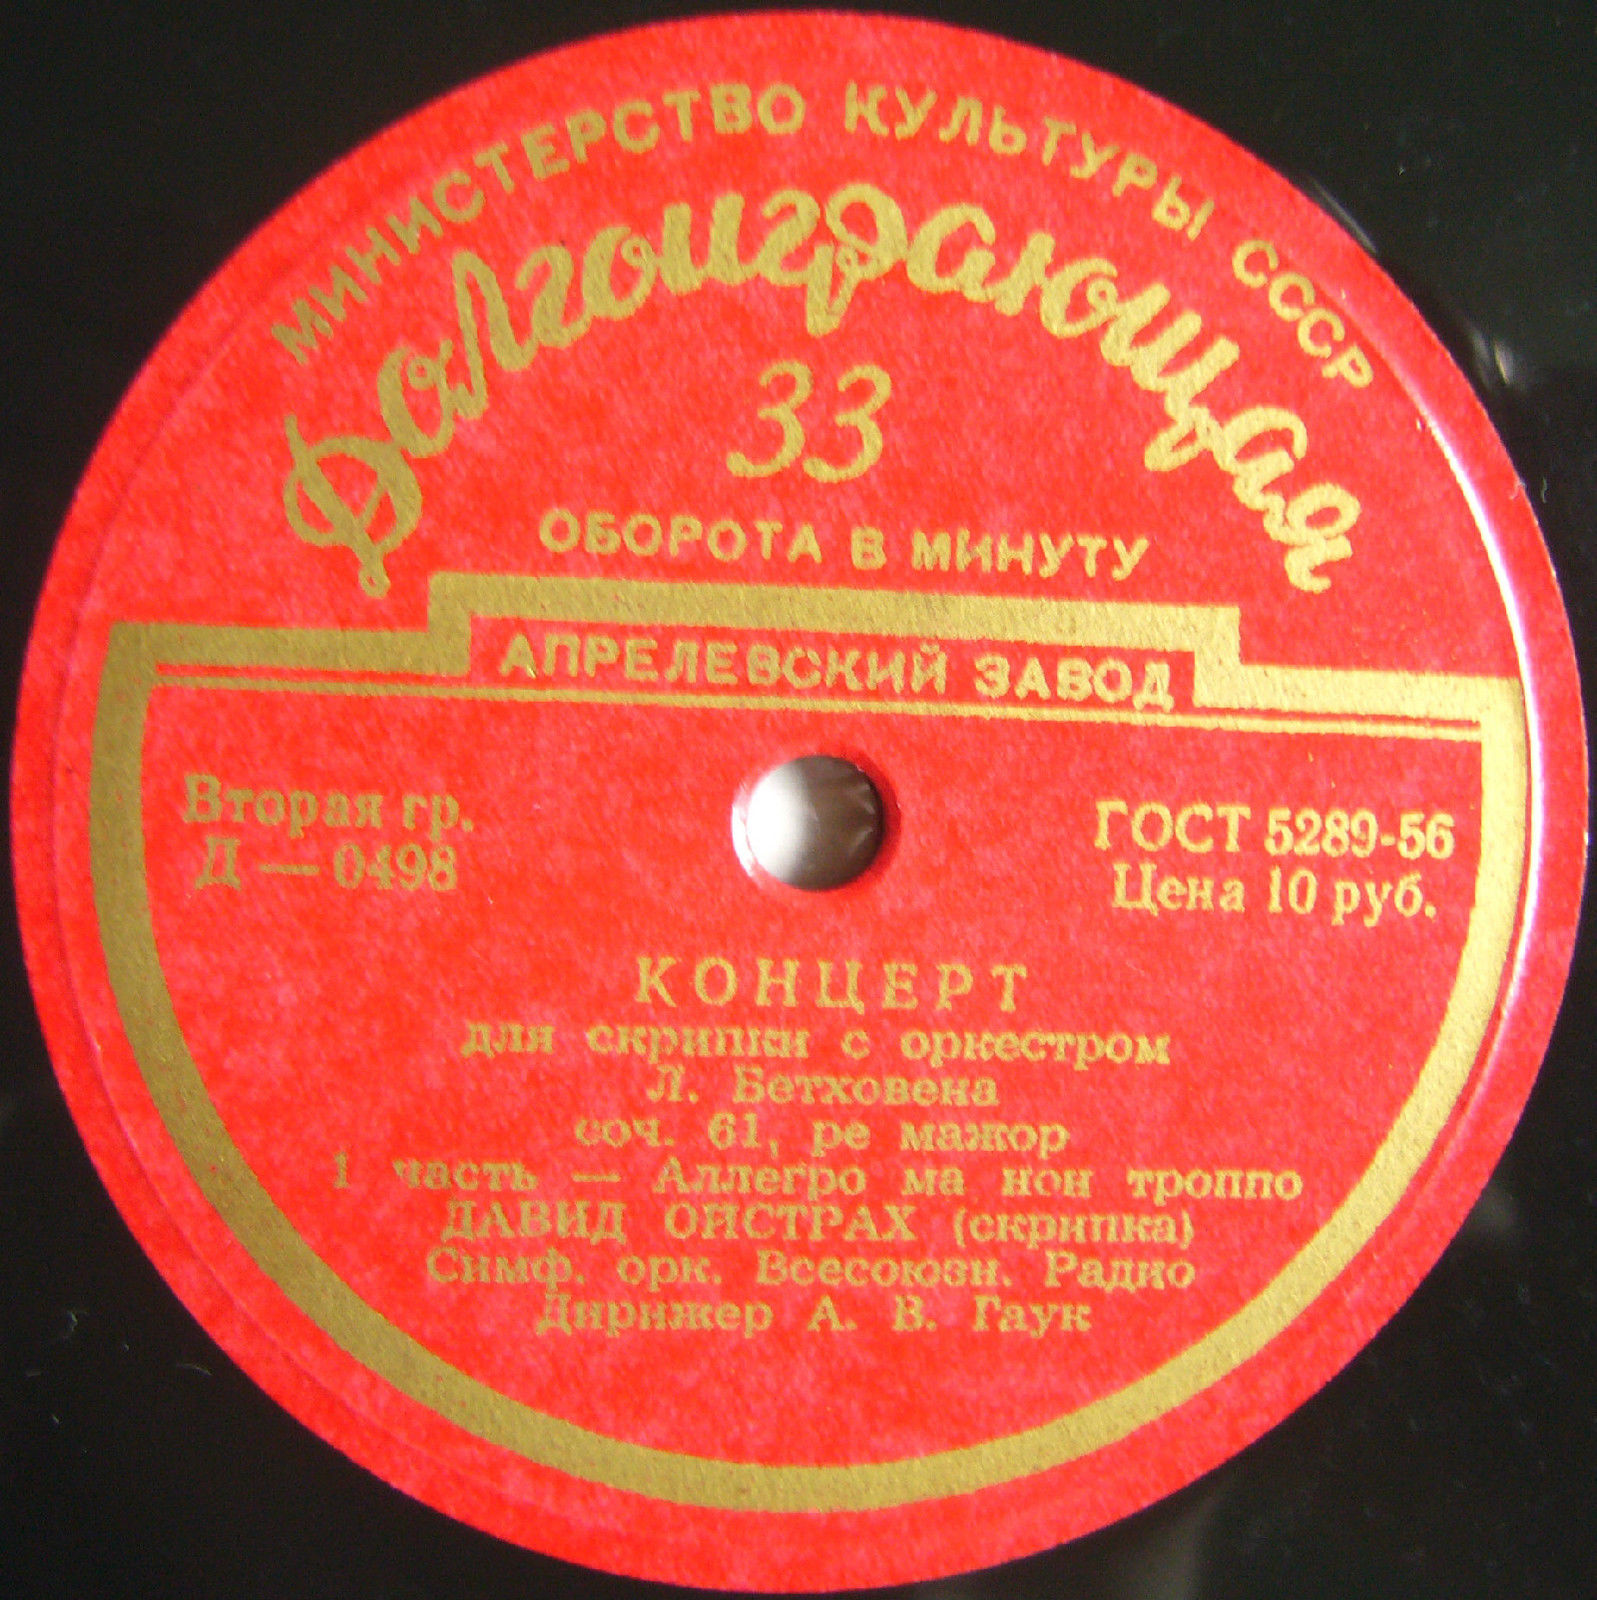 МИНИСТЕРСТВО КУЛЬТУРЫ СССР
Долгоиграющая
33
ОБОРОТА В МИНУТУ
АПРЕЛЕВСКИЙ ЗАВОД
Вторая гр.
Д — 0498
ГОСТ 5289-56
Цена 10 руб.
КОНЦЕРТ
для скрипки с оркестром
Л. Бетховена
соч. 61, ре мажор
1 часть — Аллегро ма нон троппо
ДАВИД ОЙСТРАХ (скрипка)
Симф. орк. Всесоюзн. Радио
Дирижер А. В. Гаук